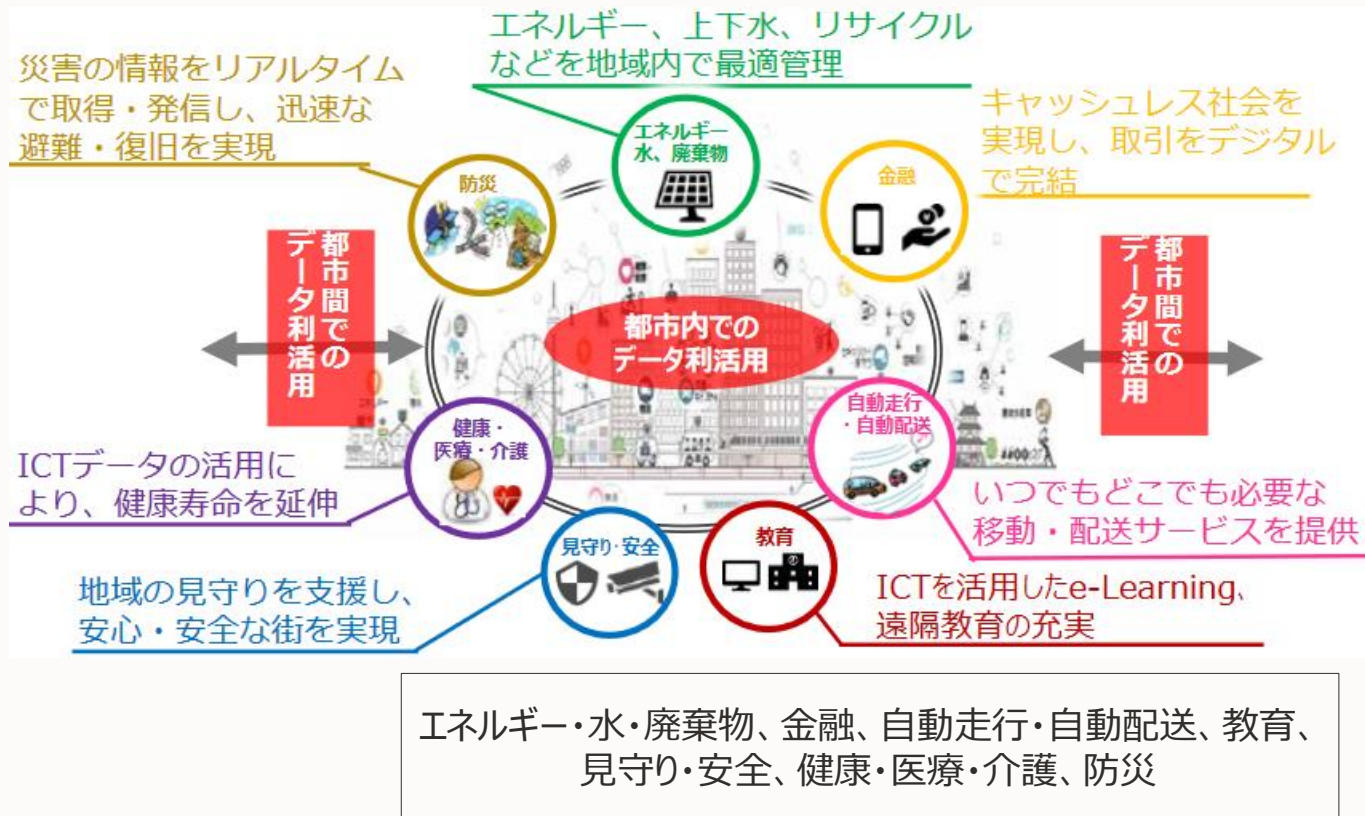 エネルギー、上下水、リサイクル
などを地域内で最適管理
災害の情報をリアルタイム
で取得・発信し、迅速な
避難・復旧を実現
キャッシュレス社会を
実現し、取引をデジタル
で完結
エネルギー
水、廃棄物
防災
金融
都市間での
データ利活用
都市内での
データ利活用
都市間での
データ利活用
健康・
医療・介護
自動走行
・自動配送
ICTデータの活用に
より、健康寿命を延伸
いつでもどこでも必要な
移動・配送サービスを提供
見守り・安全
教育
地域の見守りを支援し、
安心・安全な街を実現
ICTを活用したe-Learning、
遠隔教育の充実
エネルギー・水・廃棄物、金融、自動走行・自動配送、教育、
見守り・安全、健康・医療・介護、防災